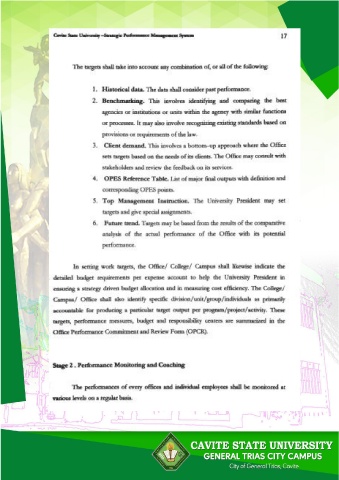 Cavite State University –Strategic Performance Management System 17
The targets shall take into account any combination of, or all of the following:
1. Historical data. The data shall consider past performance.
2. Benchmarking. This involves identifying and comparing the best
agencies or institutions or units within the agency with similar functions
or processes. It may also involve recognizing existing standards based on
provisions or requirements of the law.
3. Client demand. This involves a bottom-up approach where the Office
sets targets based on the needs of its clients. The Office may consult with
stakeholders and review the feedback on its services.
4. OPES Reference Table. List of major final outputs with definition and
corresponding OPES points.
5. Top Management Instruction. The University President may set
targets and give special assignments.
6. Future trend. Targets may be based from the results of the comparative
analysis of the actual performance of the Office with its potential
performance.
In setting work targets, the Office/ College/ Campus shall likewise indicate the
detailed budget requirements per expense account to help the University President in
ensuring a strategy driven budget allocation and in measuring cost efficiency. The College/
Campus/ Office shall also identify specific division/unit/group/individuals as primarily
accountable for producing a particular target output per program/project/activity. These
targets, performance measures, budget and responsibility centers are summarized in the
Office Performance Commitment and Review Form (OPCR).
Stage 2 . Performance Monitoring and Coaching
The performances of every offices and individual employees shall be monitored at
various levels on a regular basis.
CAVITE STATE UNIVERSITY
GENERAL TRIAS CITY CAMPUS
City of General Trias, Cavite